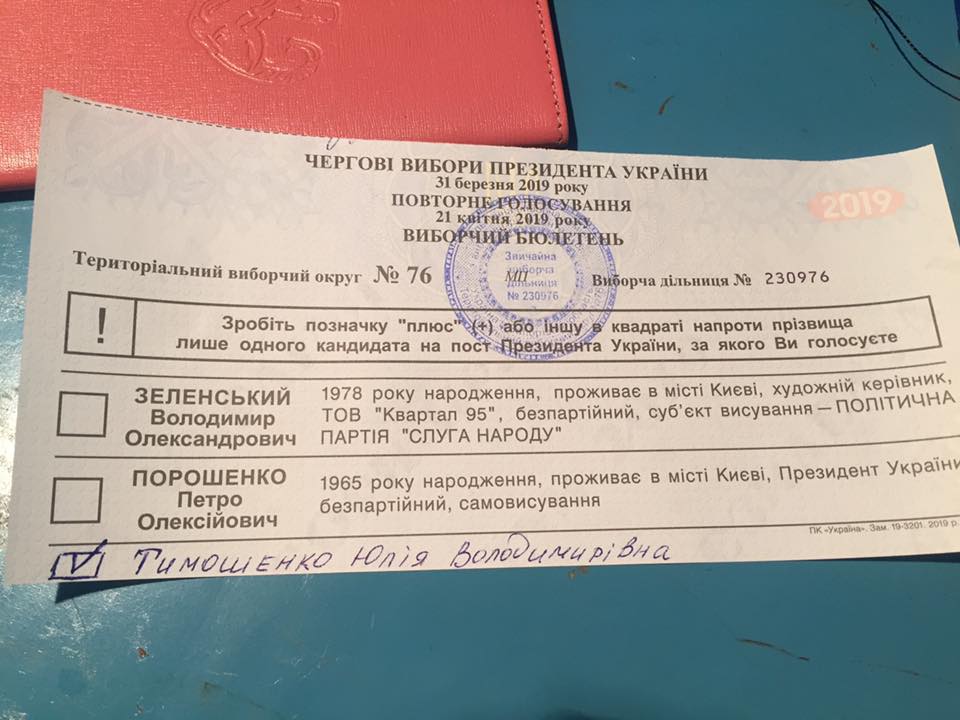 ЧЕРГОВІ ВИБОРИ ПРЕЗИДЕНТА УКРАЇНИ
31 березня 2019 року
ПОВТОРНЕ ГОЛОСУВАННЯ
21 квітня 2019 року
ВИБОРЧИЙ БЮЛЕТЕНЬ
2019
Територіальний виборчий округ № 76
МП
Виборча дільниця № 230976
Звичайна
виборча
дільниця
№ 230976
! Зробіть позначку "плюс" (+) або іншу в квадраті напроти прізвища
лише одного кандидата на пост Президента України, за якого Ви голосуєте
ЗЕЛЕНСЬКИЙ
Володимир
Олександрович
1978 року народження, проживає в місті Києві, художній керівник,
ТОВ "Квартал 95", безпартійний, суб’єкт висування – ПОЛІТИЧНА
ПАРТІЯ "СЛУГА НАРОДУ"
ПОРОШЕНКО
Петро
Олексійович
1965 року народження, проживає в місті Києві, Президент України
безпартійний, самовисування
ПК «Україна». Зам. 19-3201. 2019 р.
Тимошенко Юлія Володимирівна